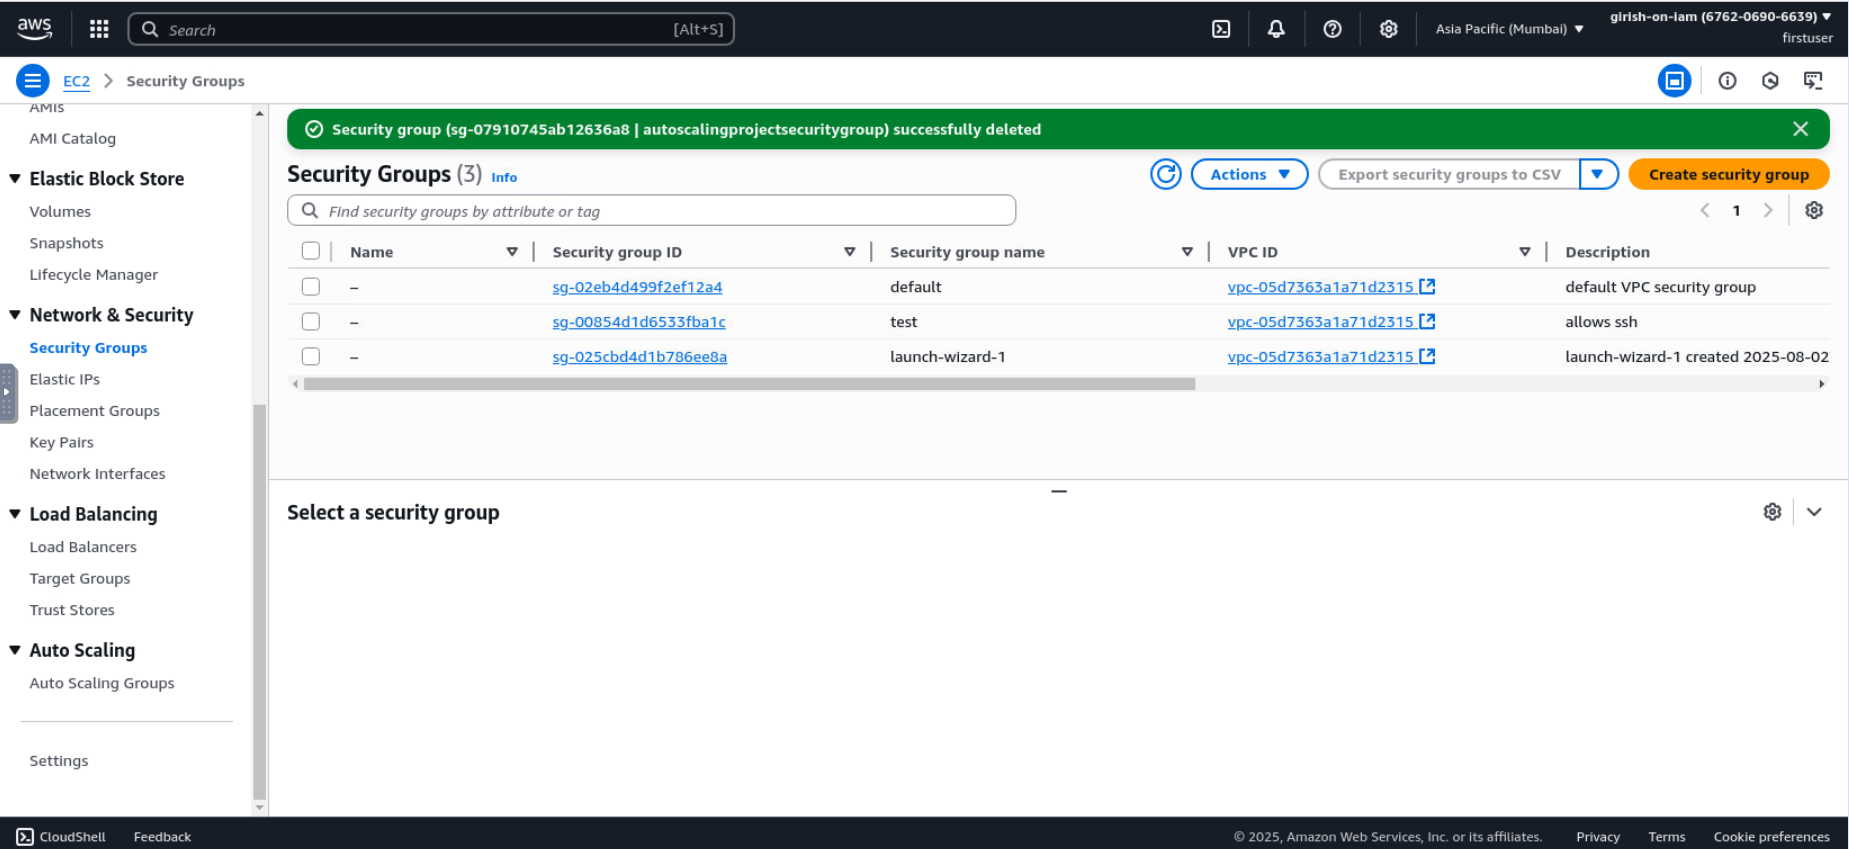 aws
Search [Alt+S]
Asia Pacific (Mumbai)
girish-on-iam (6762-0690-6639)
firstuser
EC2 Security Groups
AMIs
AMI Catalog
Elastic Block Store
Volumes
Snapshots
Lifecycle Manager
Network & Security
Security Groups
Elastic IPs
Placement Groups
Key Pairs
Network Interfaces
Load Balancing
Load Balancers
Target Groups
Trust Stores
Auto Scaling
Auto Scaling Groups
Settings
Security group (sg-07910745ab12636a8 | autoscalingprojectsecuritygroup) successfully deleted
Security Groups (3) Info
Actions
Export security groups to CSV
Create security group
Find security groups by attribute or tag
1
Name Security group ID Security group name VPC ID Description
– sg-02eb4d499f2ef12a4 default vpc-05d7363a1a71d2315 default VPC security group
– sg-00854d1d6533fba1c test vpc-05d7363a1a71d2315 allows ssh
– sg-025cbd4d1b786ee8a launch-wizard-1 vpc-05d7363a1a71d2315 launch-wizard-1 created 2025-08-02
Select a security group
CloudShell Feedback
© 2025, Amazon Web Services, Inc. or its affiliates. Privacy Terms Cookie preferences